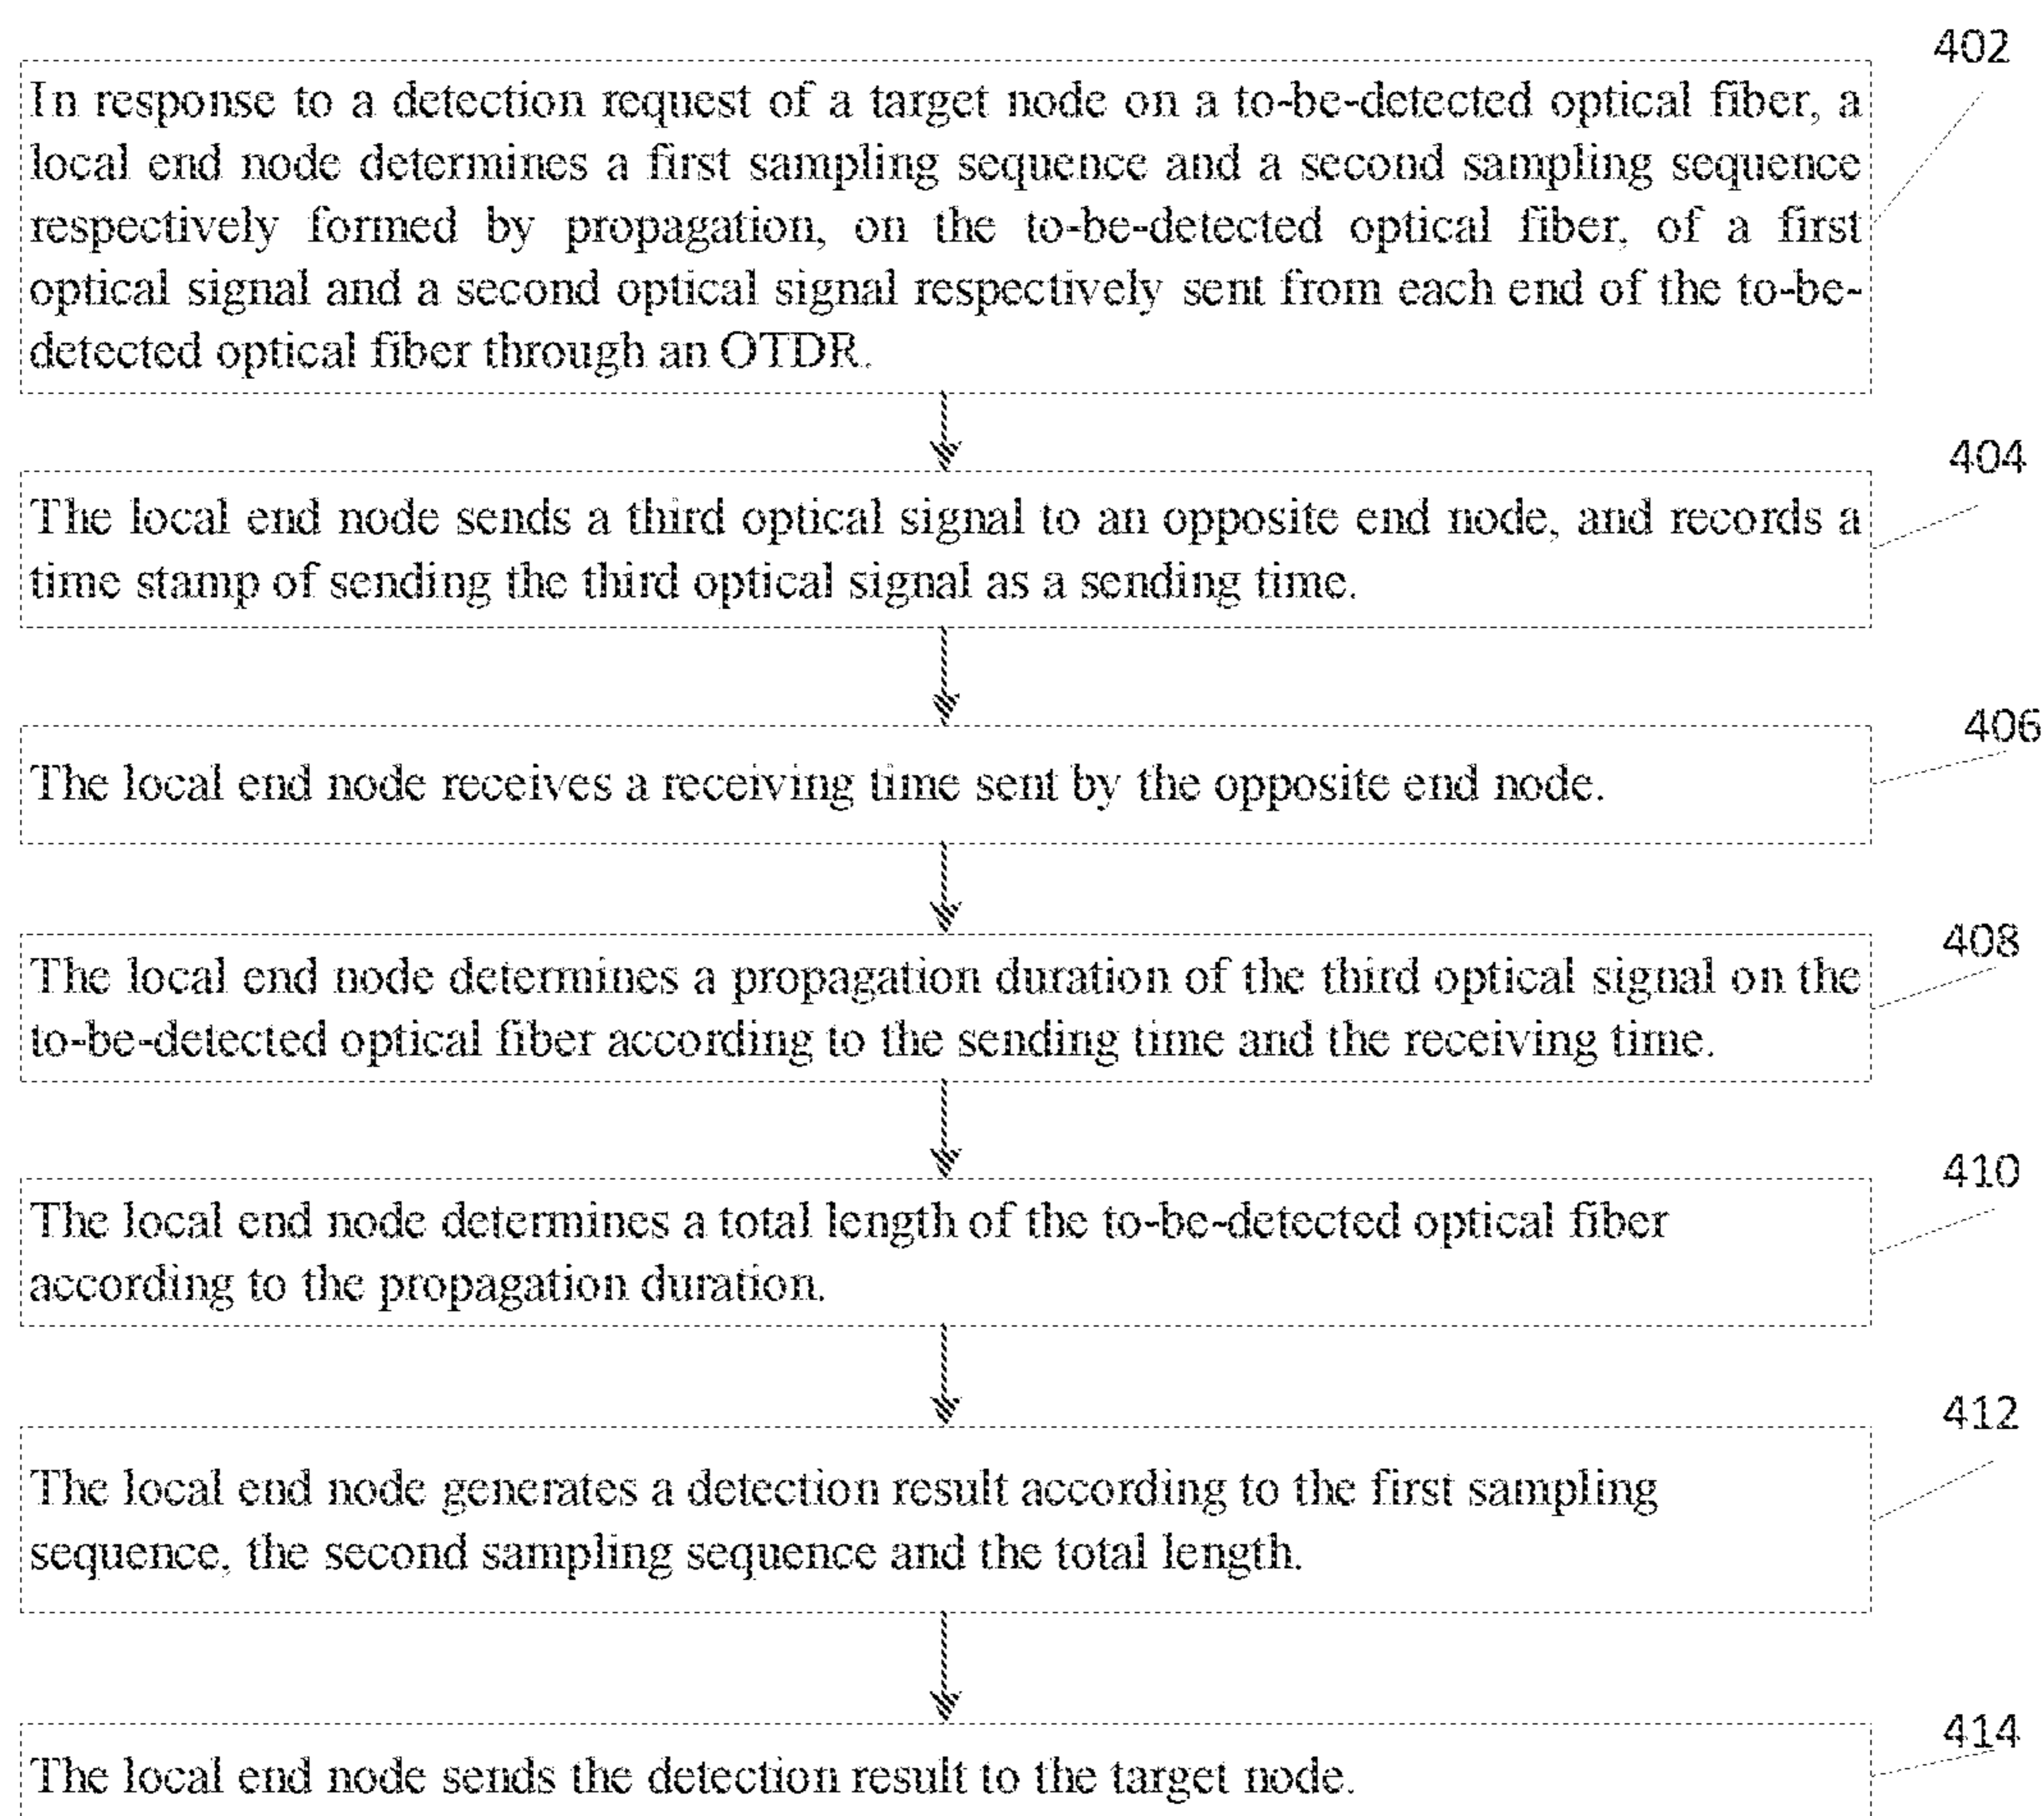 402
In response to a detection request of a target node on a to-be-detected optical fiber, a
local end node determines a first sampling sequence and a second sampling sequence
respectively formed by propagation, on the to-be-detected optical fiber, of a first
optical signal and a second optical signal respectively sent from each end of the to-be-
detected optical fiber through an OTDR.
404
The local end node sends a third optical signal to an opposite end node, and records a
time stamp of sending the third optical signal as a sending time.
406
The local end node receives a receiving time sent by the opposite end node.
408
The local end node determines a propagation duration of the third optical signal on the
to-be-detected optical fiber according to the sending time and the receiving time.
410
The local end node determines a total length of the to-be-detected optical fiber
according to the propagation duration.
412
The local end node generates a detection result according to the first sampling
sequence, the second sampling sequence and the total length.
414
The local end node sends the detection result to the target node.